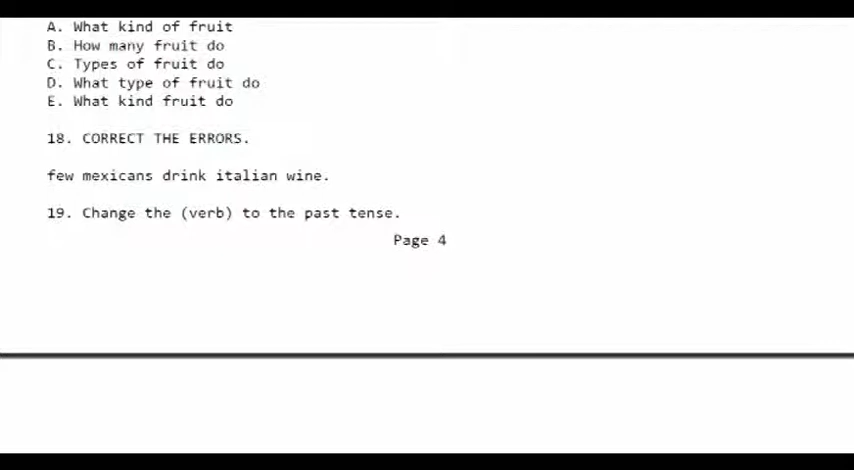 A. What kind of fruit
B. How many fruit do
C. Types of fruit do
D. What type of fruit do
E. What kind fruit do
18. CORRECT THE ERRORS.
few mexicans drink italian wine.
19. Change the (verb) to the past tense.
Page 4